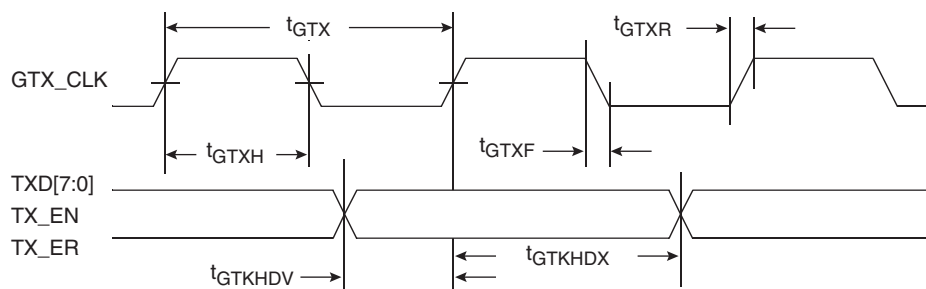 tGTX
tGTXR
GTX_CLK
tGTXH
tGTXF
TXD[7:0]
TX_EN
TX_ER
tGTKHDX
tGTKHDV